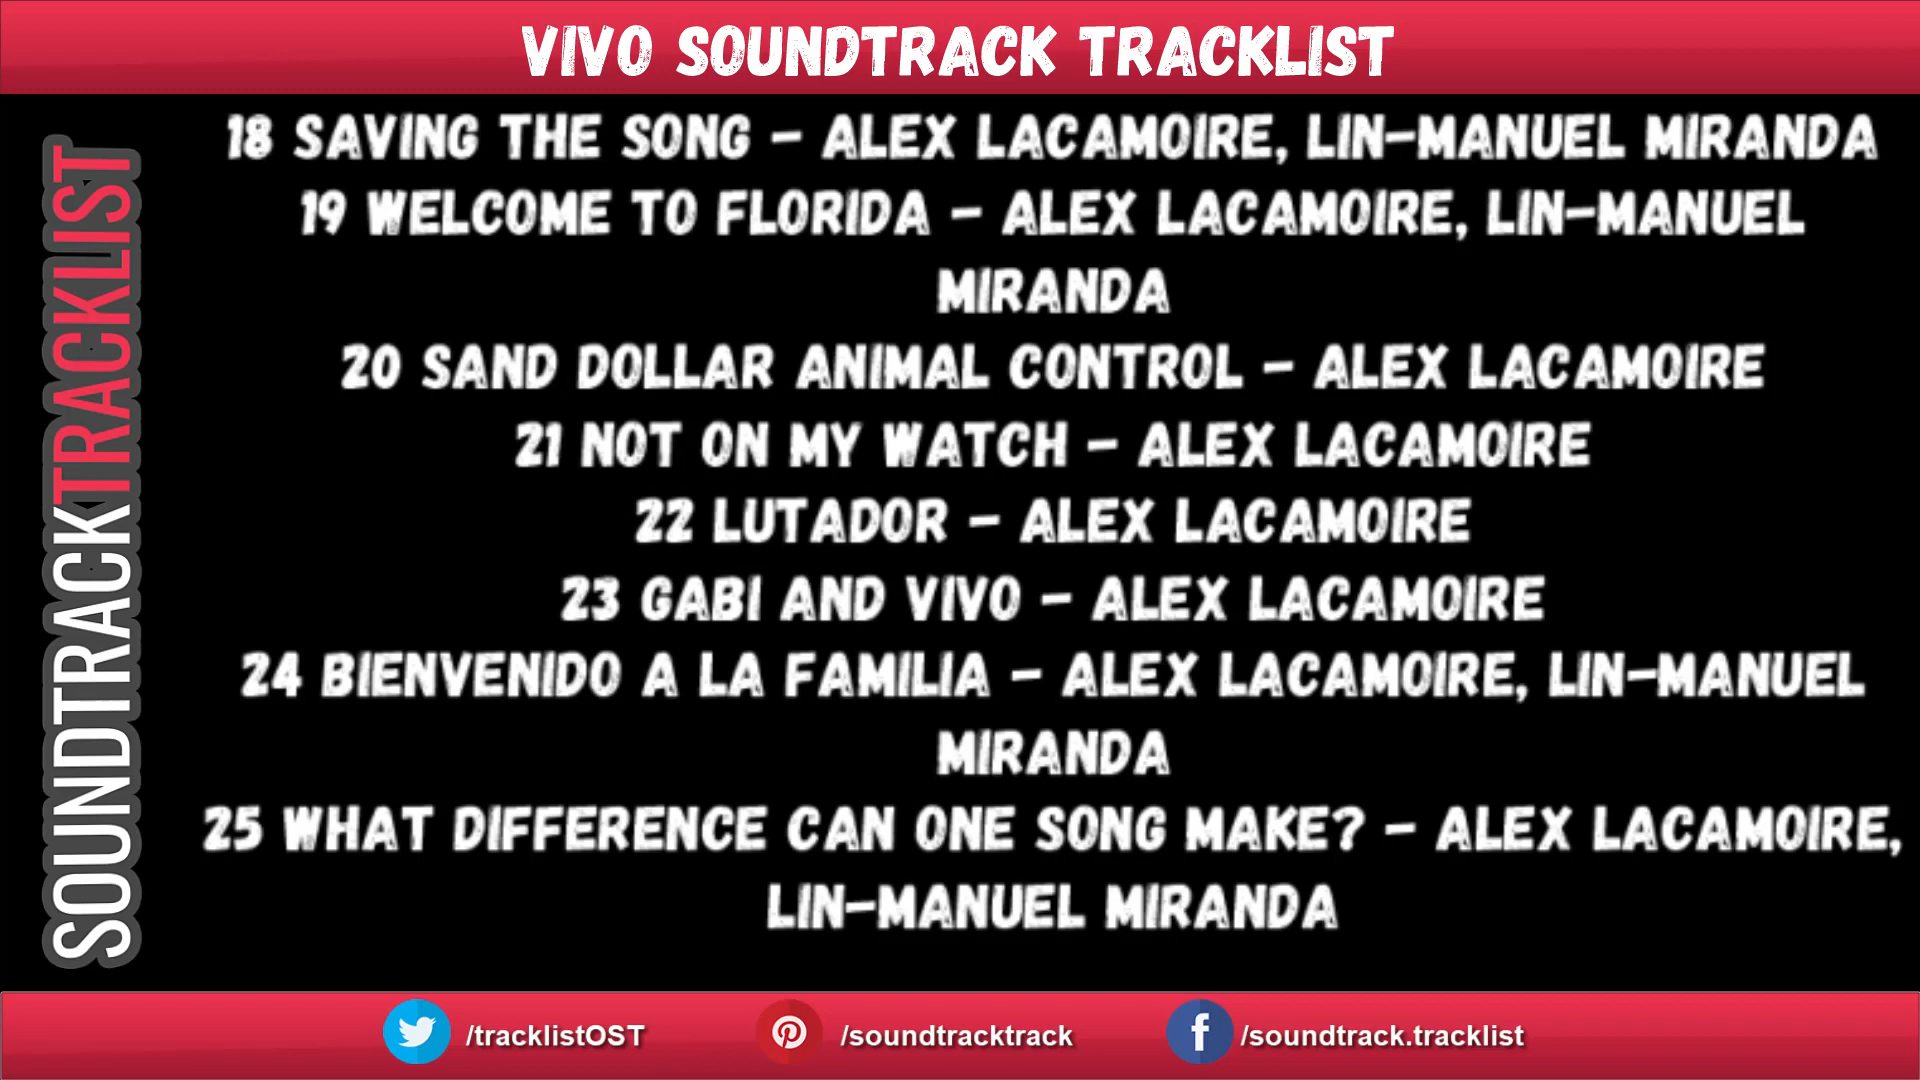 VIVO SOUNDTRACK TRACKLIST
SOUNDTRACKTRACKLIST
18 SAVING THE SONG – ALEX LACAMOIRE, LIN-MANUEL MIRANDA
19 WELCOME TO FLORIDA – ALEX LACAMOIRE, LIN-MANUEL
MIRANDA
20 SAND DOLLAR ANIMAL CONTROL – ALEX LACAMOIRE
21 NOT ON MY WATCH – ALEX LACAMOIRE
22 LUTADOR – ALEX LACAMOIRE
23 GABI AND VIVO – ALEX LACAMOIRE
24 BIENVENIDO A LA FAMILIA – ALEX LACAMOIRE, LIN-MANUEL
MIRANDA
25 WHAT DIFFERENCE CAN ONE SONG MAKE? – ALEX LACAMOIRE,
LIN-MANUEL MIRANDA
/tracklistOST /soundtracktrack /soundtrack.tracklist